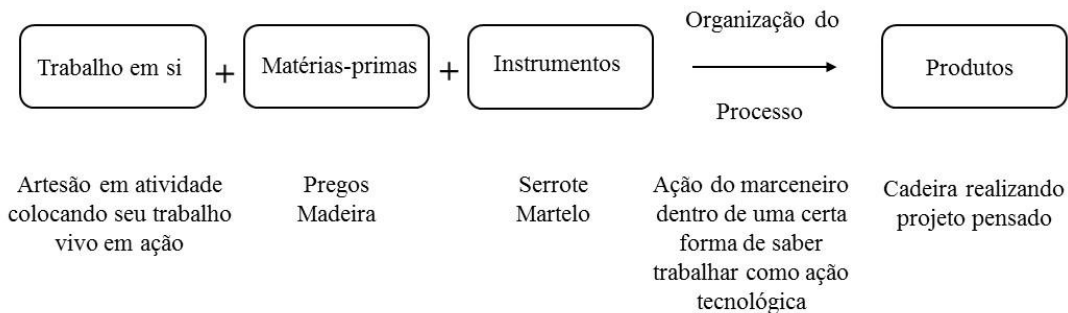 Trabalho em si
+
Matérias-primas
+
Instrumentos
Organização do
Processo
Produtos
Artesão em atividade
colocando seu trabalho
vivo em ação
Pregos
Madeira
Serrote
Martelo
Ação do marceneiro
dentro de uma certa
forma de saber
trabalhar como ação
tecnológica
Cadeira realizando
projeto pensado